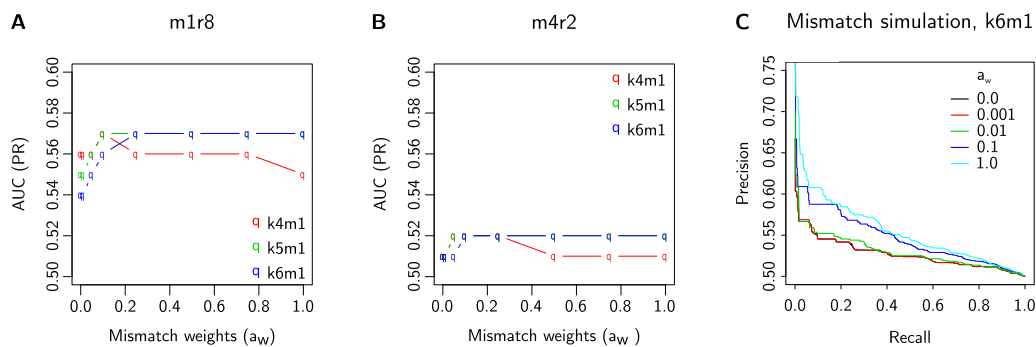 A
m1r8
AUC (PR)
0.50 0.52 0.54 0.56 0.58 0.60
q k4m1
q k5m1
q k6m1
0.0 0.2 0.4 0.6 0.8 1.0
Mismatch weights (aw)
B
m4r2
AUC (PR)
0.50 0.52 0.54 0.56 0.58 0.60
q k4m1
q k5m1
q k6m1
0.0 0.2 0.4 0.6 0.8 1.0
Mismatch weights (aw )
C
Mismatch simulation, k6m1
Precision
0.50 0.55 0.60 0.65 0.70 0.75
aw
0.0
0.001
0.01
0.1
1.0
0.0 0.2 0.4 0.6 0.8 1.0
Recall